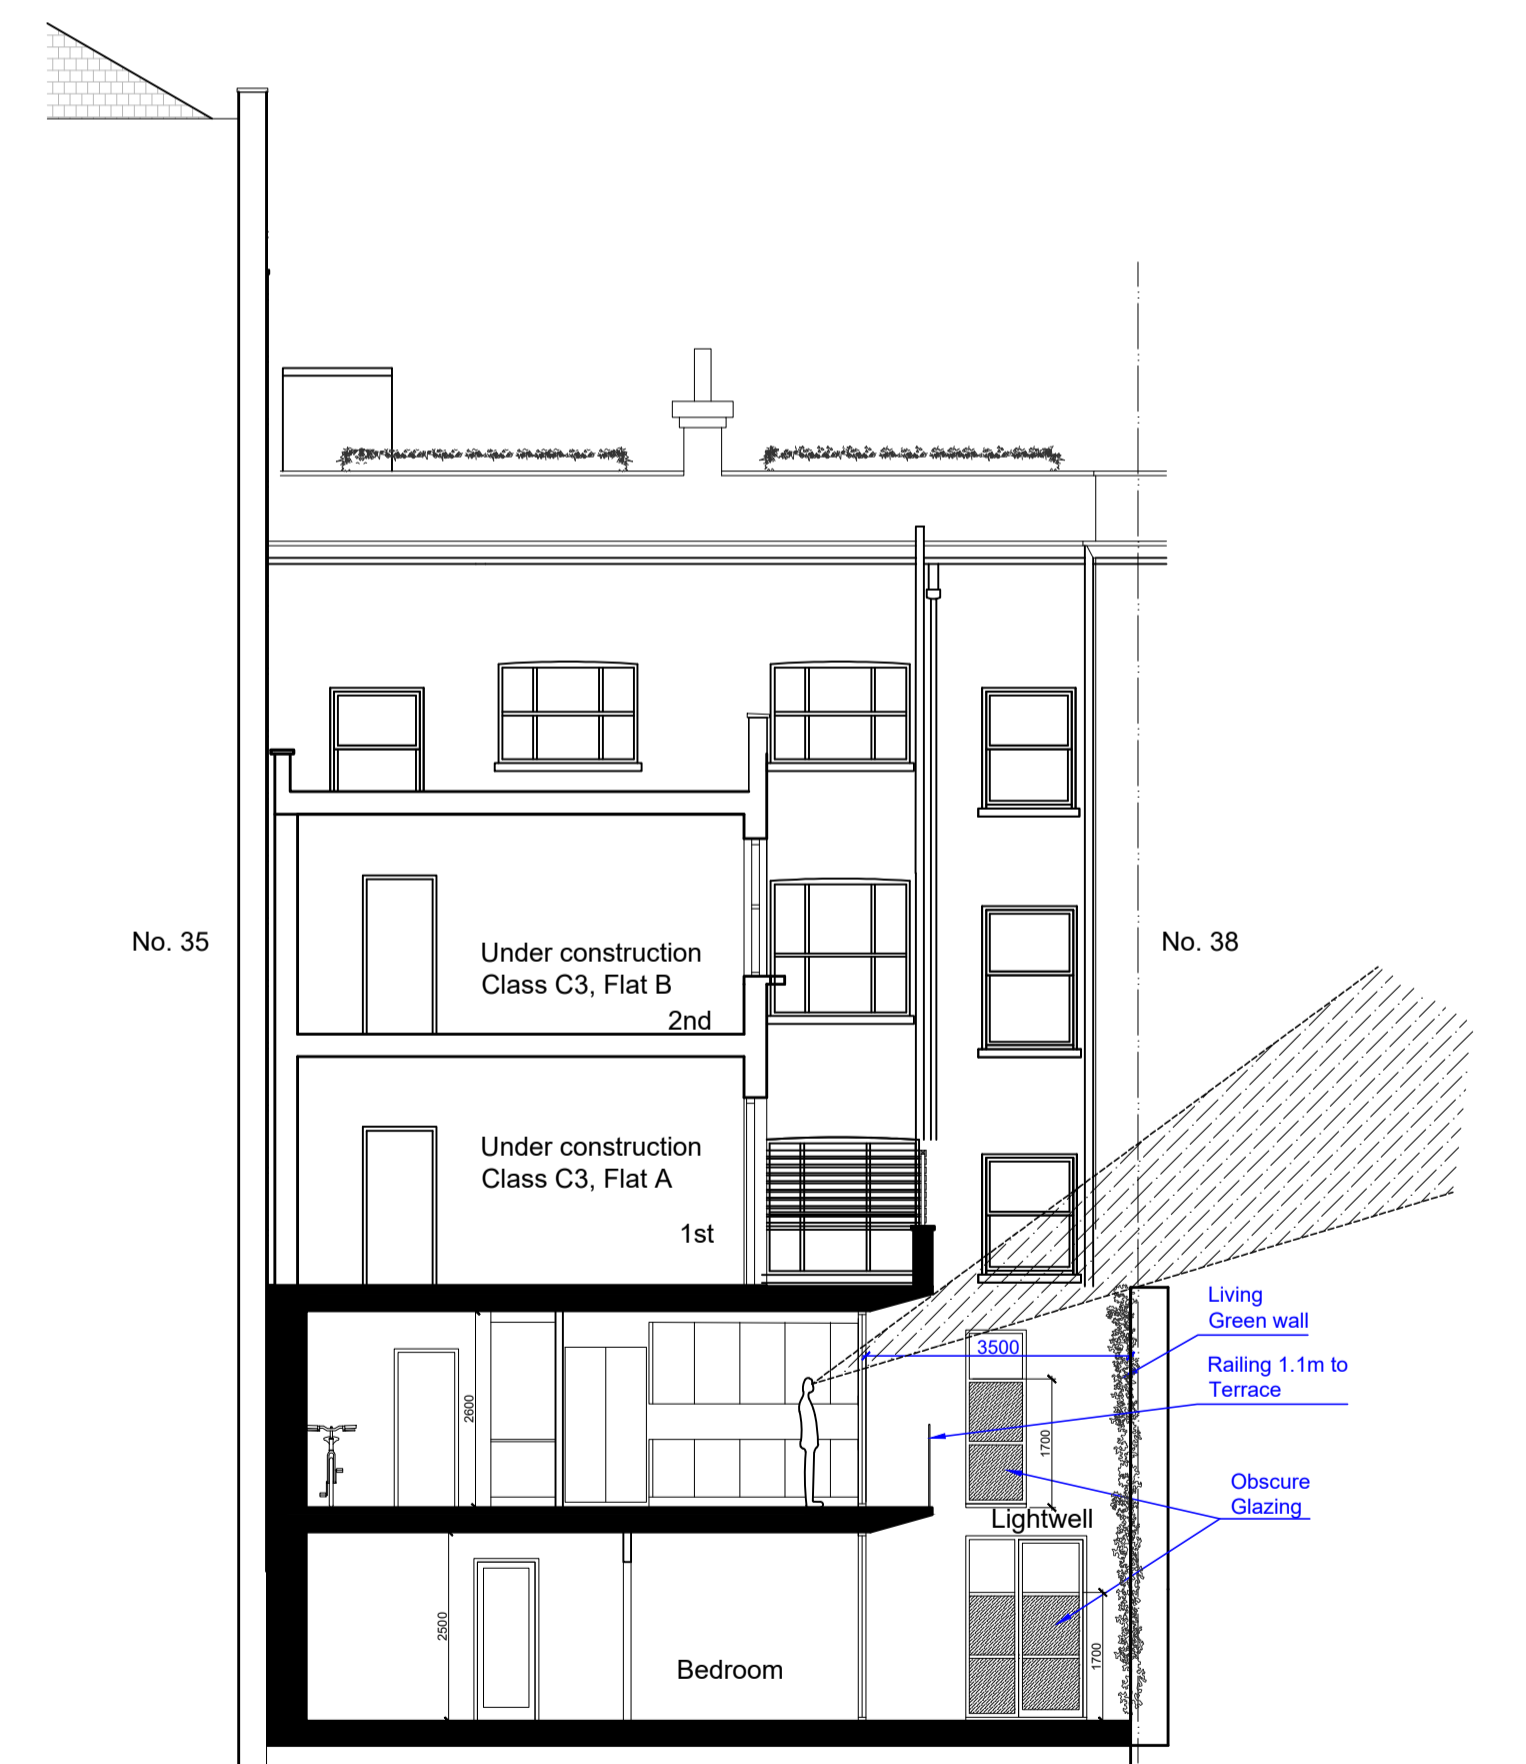 No. 35
No. 38
Under construction
Class C3, Flat B
2nd
Under construction
Class C3, Flat A
1st
Living
Green wall
3500
Railing 1.1m to
Terrace
2600
1700
Obscure
Glazing
Lightwell
2500
Bedroom
1700